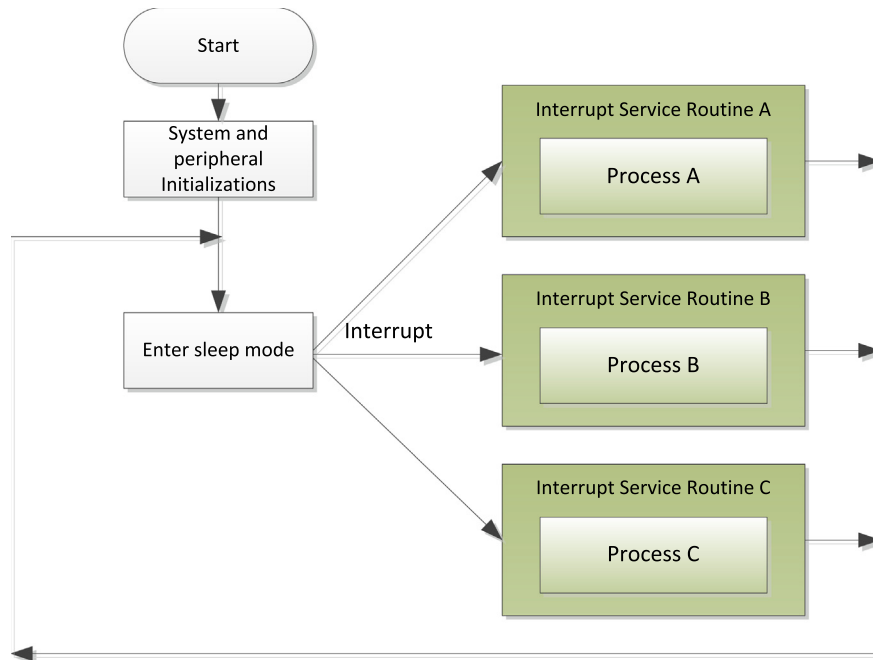 Start
System and
peripheral
Initializations
Enter sleep mode
Interrupt
Interrupt Service Routine A
Process A
Interrupt Service Routine B
Process B
Interrupt Service Routine C
Process C